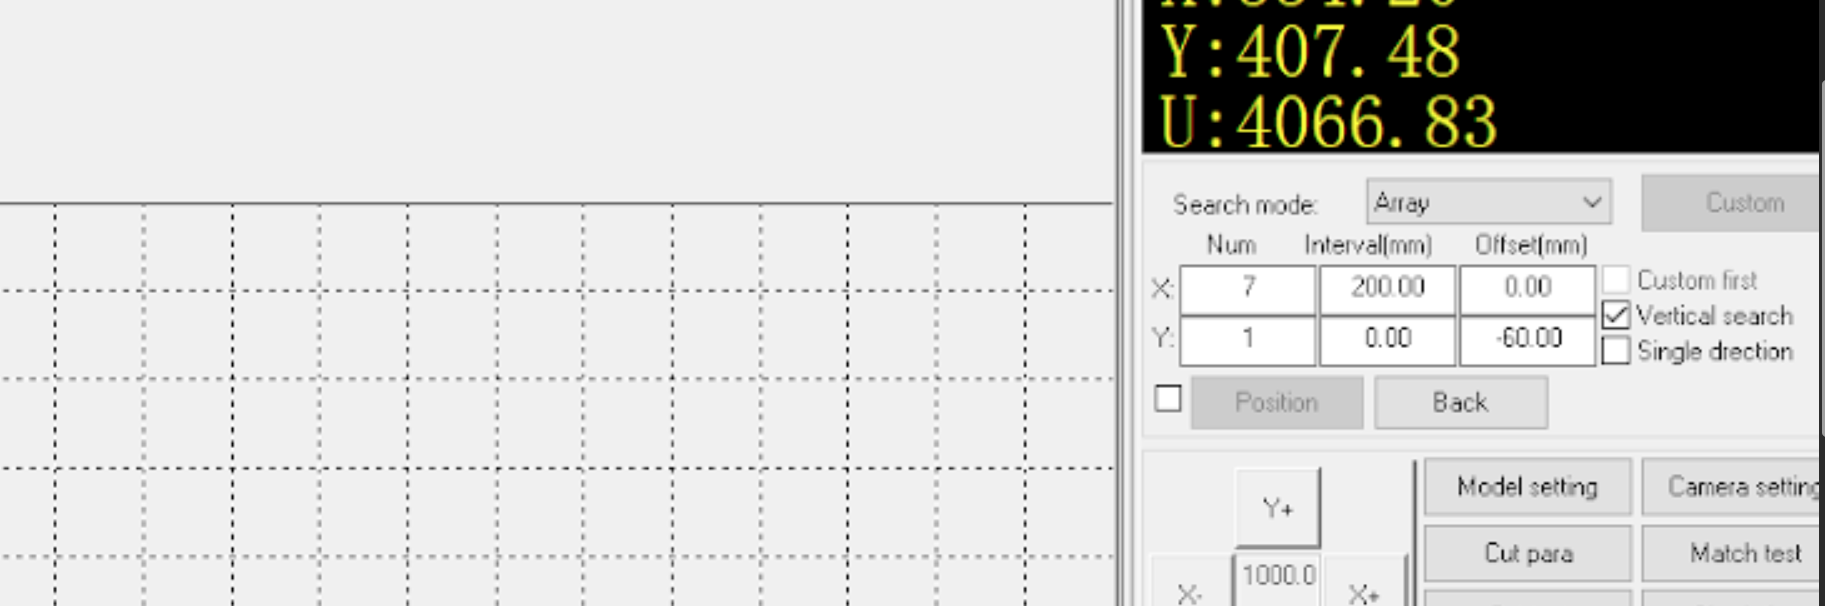 Y:407.48
U:4066.83
Search mode: Array Custom
Num Interval(mm) Offset(mm)
X: 7 200.00 0.00 Custom first
Vertical search
Y: 1 0.00 -60.00
Single drection
Position Back
Model setting Camera setting
Y+
Cut para Match test
1000.0
X- X+